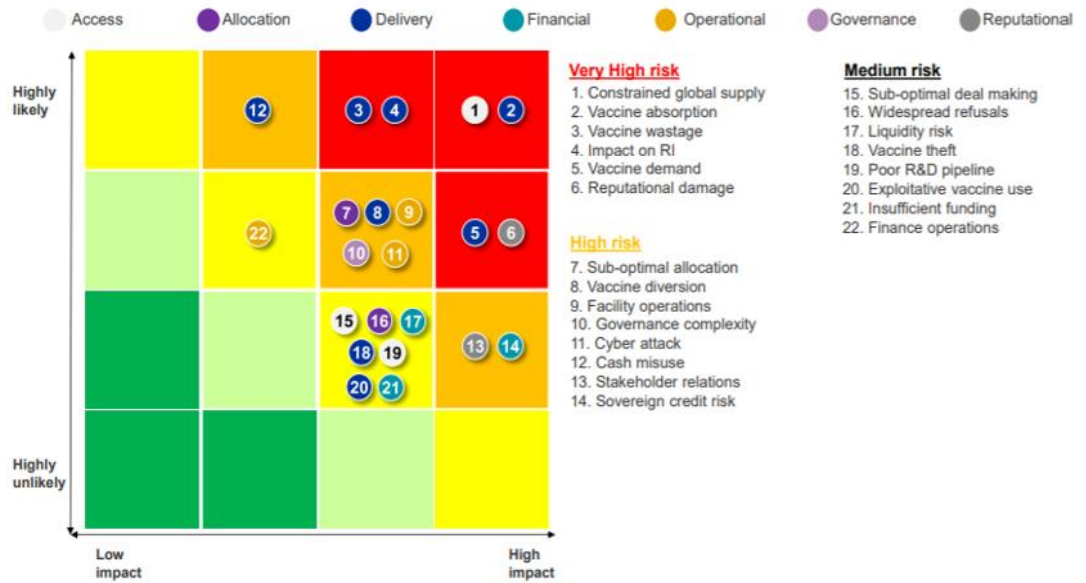 Access Allocation Delivery Financial Operational Governance Reputational
Highly
likely
12 3 4 1 2
7 8 9
22 10 11 5 6
15 16 17
18 19 13 14
20 21
Highly
unlikely
Low
impact
High
impact
Very High risk
1. Constrained global supply
2. Vaccine absorption
3. Vaccine wastage
4. Impact on RI
5. Vaccine demand
6. Reputational damage
High risk
7. Sub-optimal allocation
8. Vaccine diversion
9. Facility operations
10. Governance complexity
11. Cyber attack
12. Cash misuse
13. Stakeholder relations
14. Sovereign credit risk
Medium risk
15. Sub-optimal deal making
16. Widespread refusals
17. Liquidity risk
18. Vaccine theft
19. Poor R&D pipeline
20. Exploitative vaccine use
21. Insufficient funding
22. Finance operations